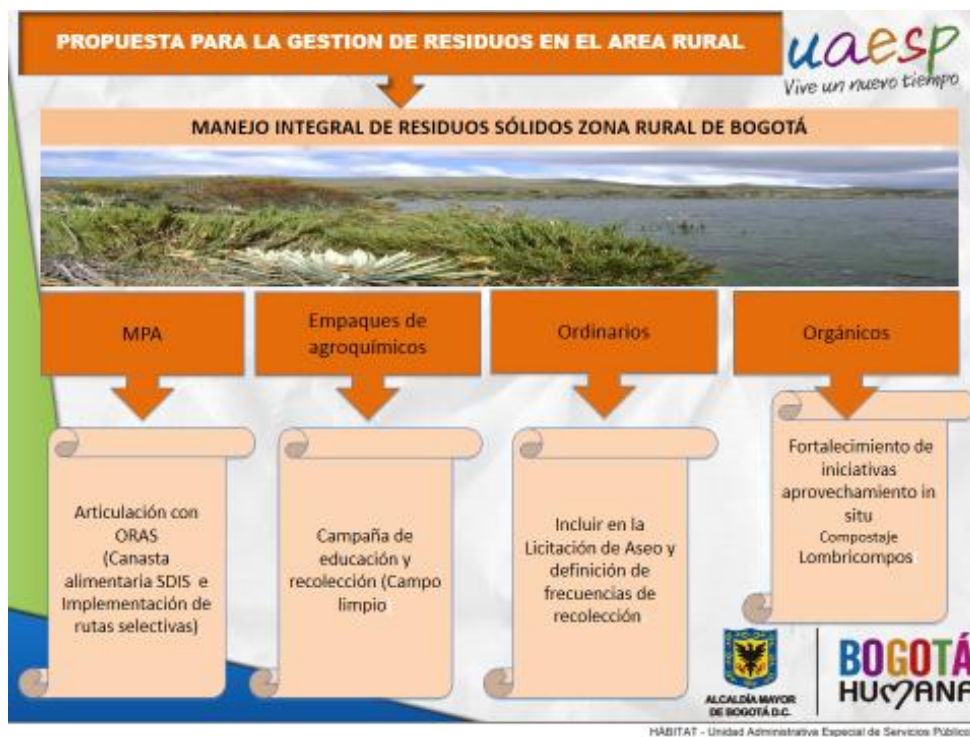 PROPUESTA PARA LA GESTION DE RESIDUOS EN EL AREA RURAL
uaesp
Vive un nuevo tiempo
MANEJO INTEGRAL DE RESIDUOS SÓLIDOS ZONA RURAL DE BOGOTÁ
MPA
Articulación con
ORAS
(Canasta
alimentaria SDIS e
Implementación de
rutas selectivas)
Empaques de
agroquímicos
Campaña de
educación y
recolección (Campo
limpio
Ordinarios
Incluir en la
Licitación de Aseo y
definición de
frecuencias de
recolección
Orgánicos
Fortalecimiento de
iniciativas
aprovechamiento in
situ
Compostaje
Lombricompos
ALCALDÍA MAYOR
DE BOGOTÁ D.C.
BOGOTÁ
HUMANA
HÁBITAT - Unidad Administrativa Especial de Servicios Público